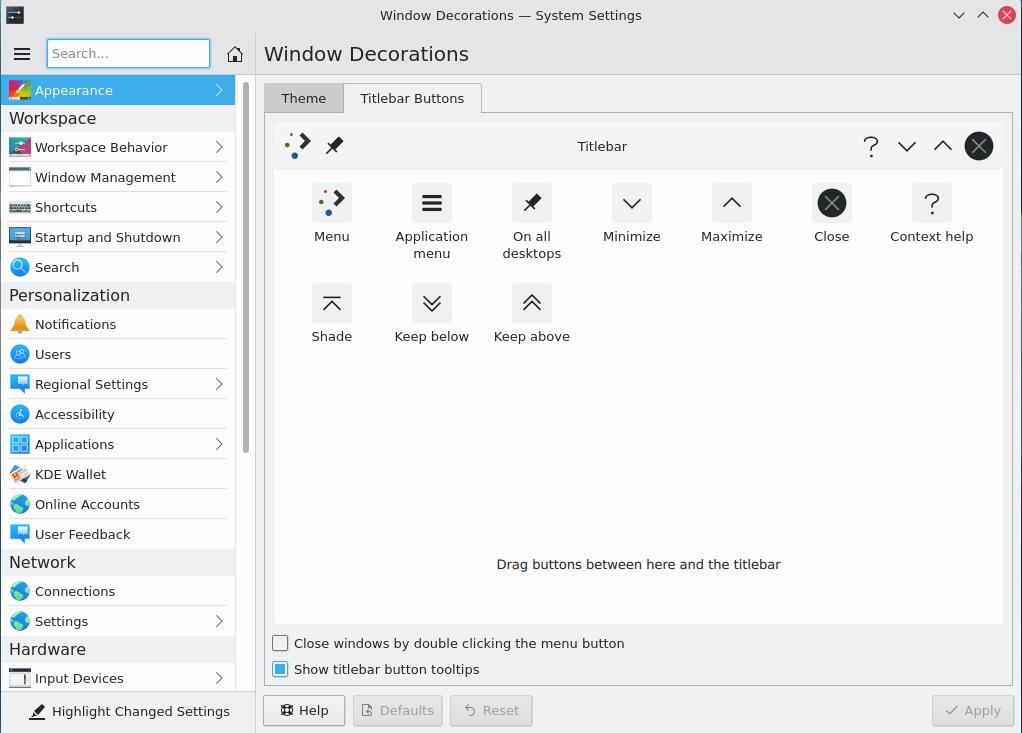 Window Decorations — System Settings
Search...
Window Decorations
Appearance
Workspace
Workspace Behavior
Window Management
Shortcuts
Startup and Shutdown
Search
Personalization
Notifications
Users
Regional Settings
Accessibility
Applications
KDE Wallet
Online Accounts
User Feedback
Network
Connections
Settings
Hardware
Input Devices
Highlight Changed Settings
Theme
Titlebar Buttons
Titlebar
Menu
Application
menu
On all
desktops
Minimize
Maximize
Close
Context help
Shade
Keep below
Keep above
Drag buttons between here and the titlebar
Close windows by double clicking the menu button
Show titlebar button tooltips
Help
Defaults
Reset
Apply